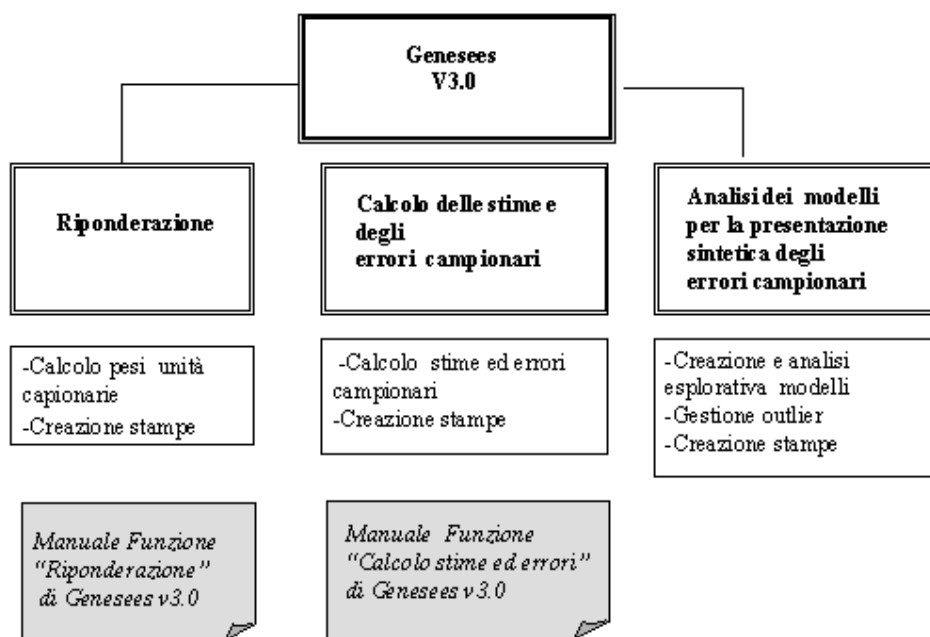 Genesees
V3.0
Riponderazione
Calcolo delle stime e
degli
errori campionari
Analisi dei modelli
per la presentazione
sintetica degli
errori campionari
-Calcolo pesi unità
capionarie
-Creazione stampe
-Calcolo stime ed errori
campionari
-Creazione stampe
-Creazione e analisi
esplorativa modelli
-Gestione outlier
-Creazione stampe
Manuale Funzione
“Riponderazione”
di Genesees v3.0
Manuale Funzione
“Calcolo stime ed errori”
di Genesees v3.0